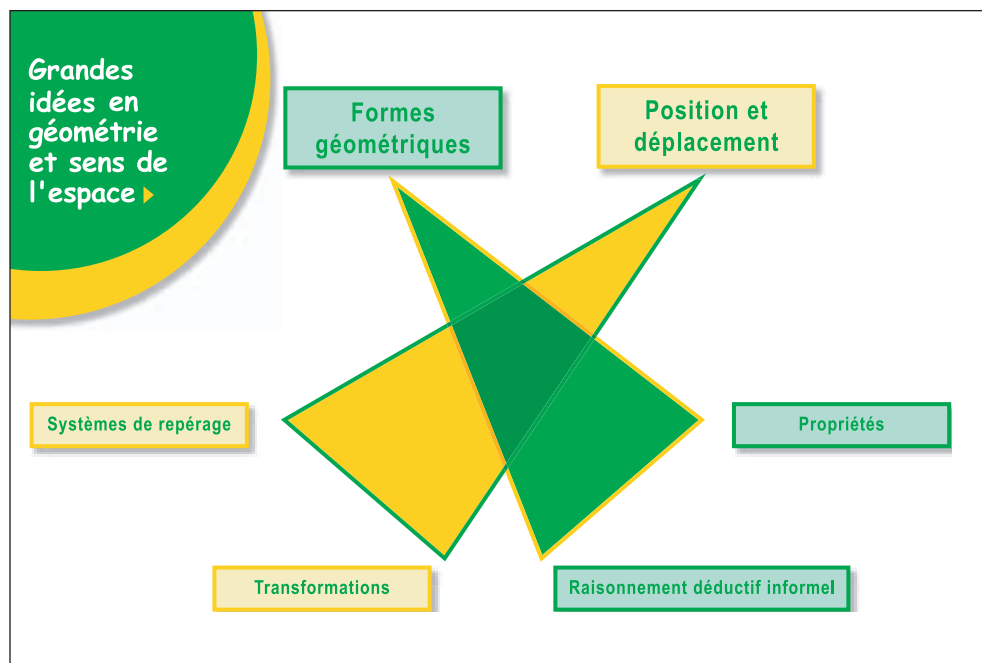 Grandes
idées en
géométrie
et sens de
l'espace
Formes
géométriques
Position et
déplacement
Systèmes de repérage
Propriétés
Transformations
Raisonnement déductif informel